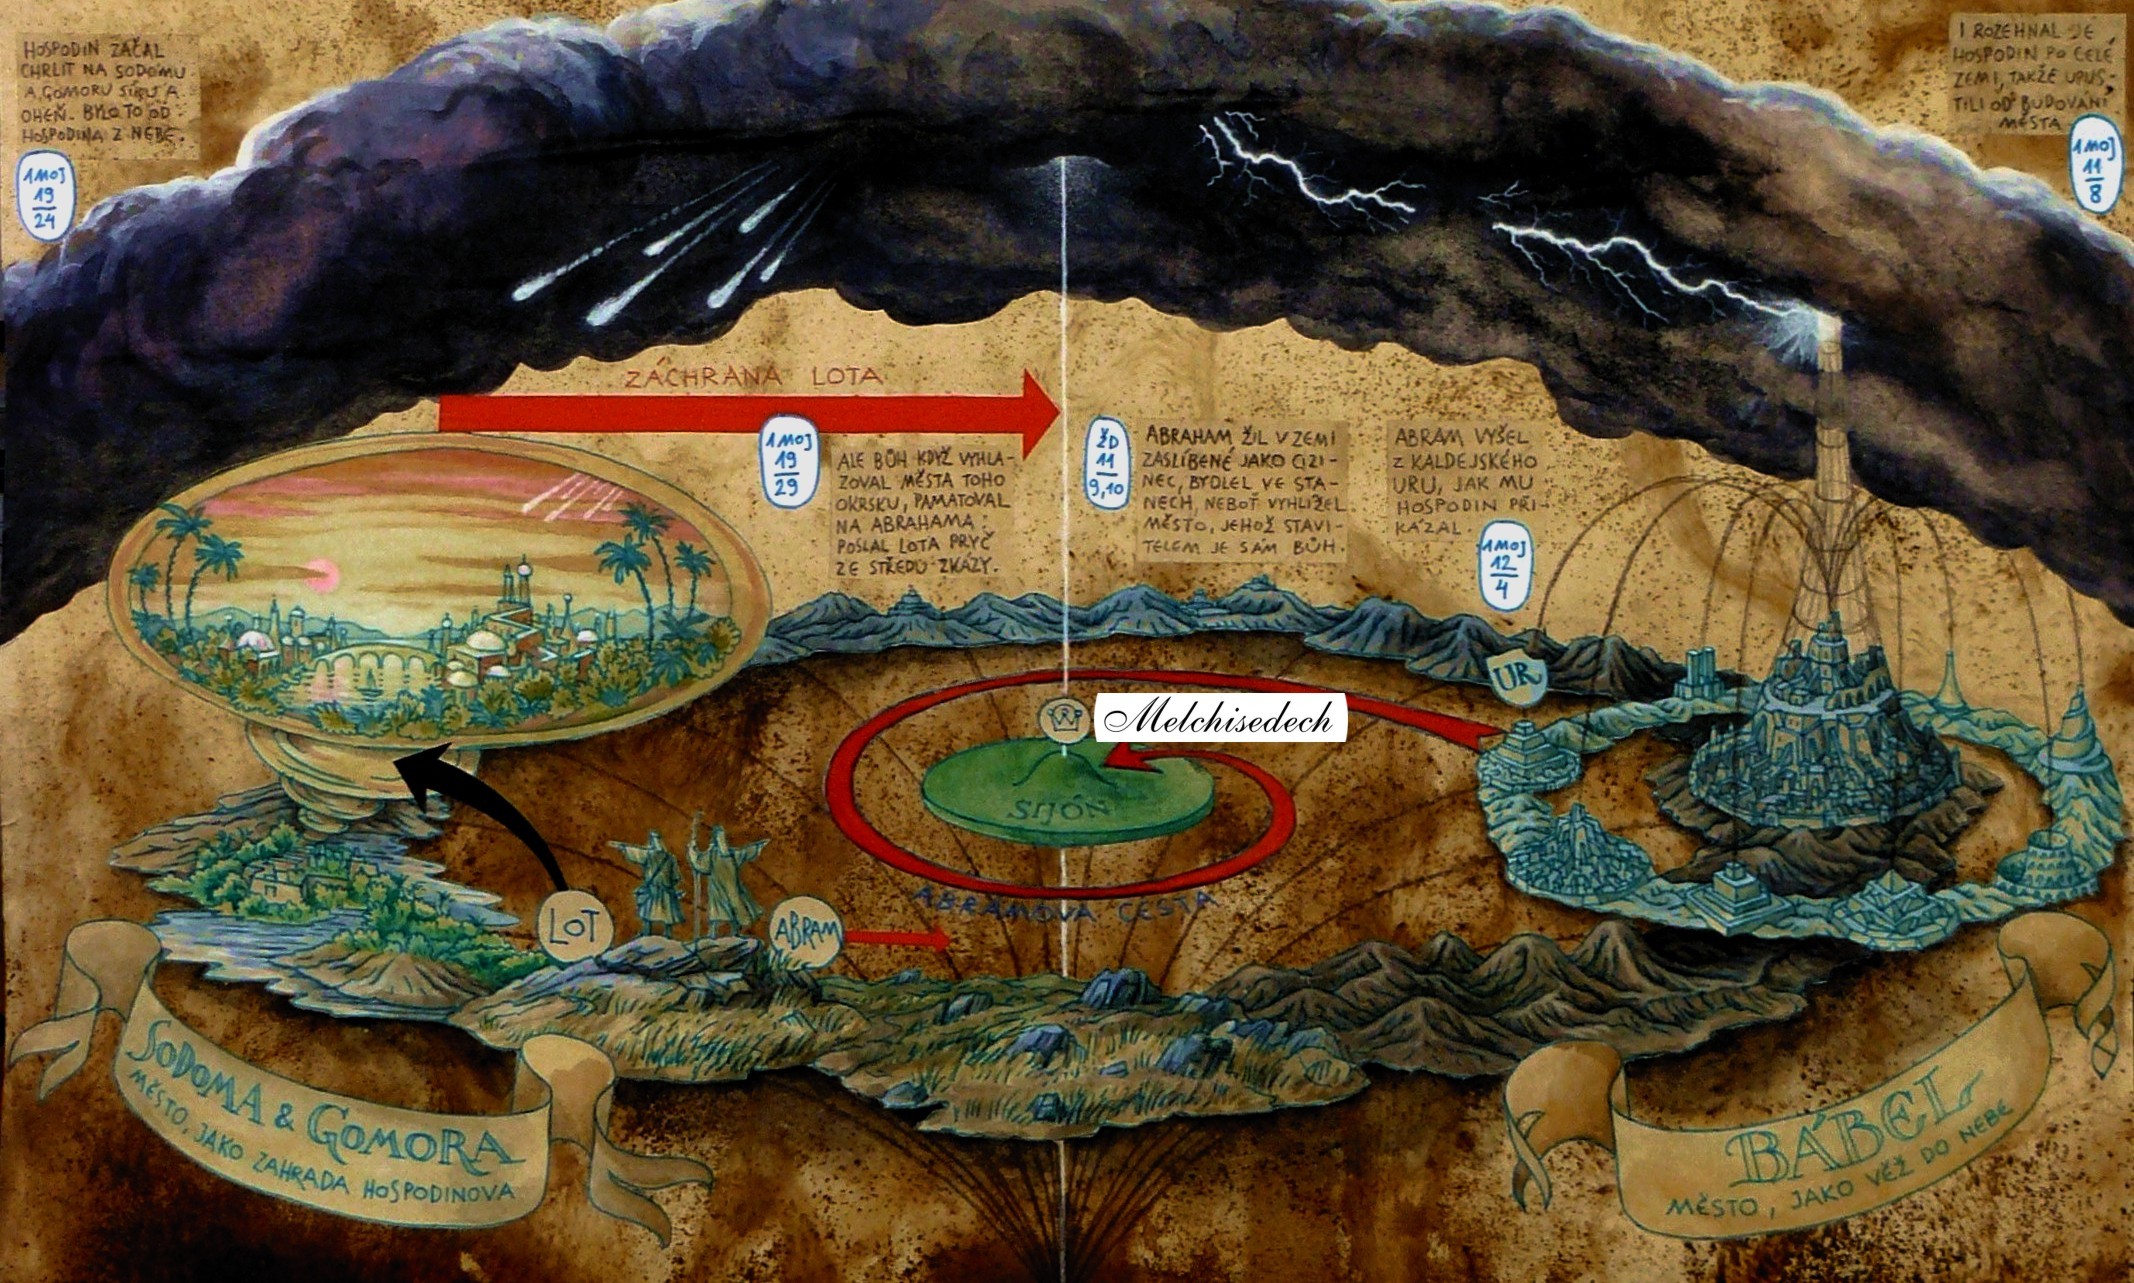 HOSPODIN ZAČAL
CHRLIT NA SODOMU
A GOMORU SÍRU A
OHEŇ. BYLO TO OD
HOSPODINA Z NEBE.
1 MOJ
19
24
I ROZEHNAL JE
HOSPODIN PO CELÉ
ZEMI, TAKŽE UPUS-
TILI OD BUDOVÁNÍ
MĚSTA
1 MOJ
11
8
ZÁCHRANA LOTA
1 MOJ
19
29
ALE BŮH KDYŽ VYHLA-
ZOVAL MĚSTA TOHO
OKRSKU, PAMATOVAL
NA ABRAHAMA.
POSLAL LOTA PRYČ
ZE STŘEDU ZKÁZY.
ŽD
11
9,10
ABRAHAM ŽIL V ZEMI
ZASLÍBENÉ JAKO CIZI-
NEC, BYDLEL VE STA-
NECH, NEBOŤ VYHLÍŽEL
MĚSTO, JEHOŽ STAVI-
TELEM JE SÁM BŮH.
ABRAM VYŠEL
Z KALDEJSKÉHO
URU, JAK MU
HOSPODIN PŘI-
KÁZAL
1 MOJ
12
4
UR
Melchisedech
SIJÓN
ABRAMOVA CESTA
LOT
ABRAM
SODOMA & GOMORA
MĚSTO, JAKO ZAHRADA HOSPODINOVA
BÁBEL
MĚSTO, JAKO VĚŽ DO NEBE